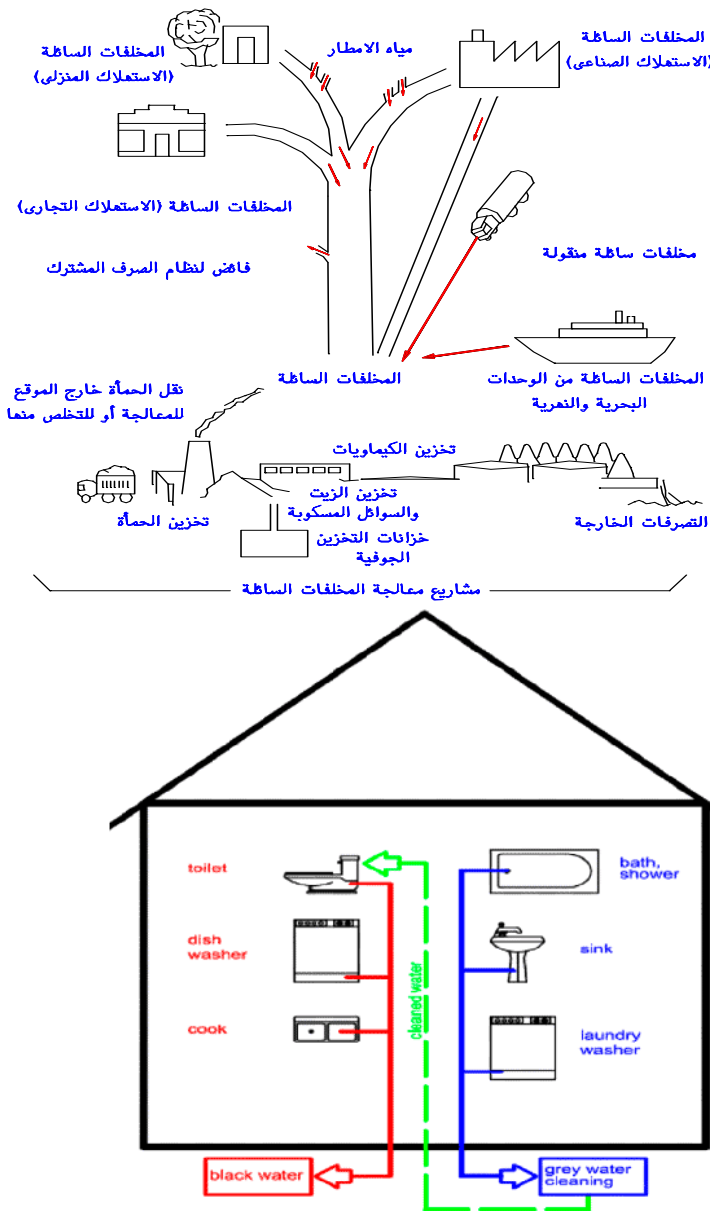 المخلفات السائلة
(الاستهلاك المنزلى)
مياه الامطار
المخلفات السائلة
(الاستهلاك الصناعى)
المخلفات السائلة (الاستهلاك التجارى)
فائض لنظام الصرف المشترك
مخلفات سائلة منقولة
المخلفات السائلة
المخلفات السائلة من الوحدات
البحرية والنهرية
نقل الحمأة خارج الموقع
للمعالجة أو للتخلص منها
تخزين الكيماويات
تخزين الزيت
والسوائل المسكوبة
تخزين الحمأة
خزانات التخزين
الجوفية
التصرفات الخارجة
مشاريع معالجة المخلفات السائلة
toilet
bath,
shower
dish
washer
sink
cook
laundry
washer
cleaned water
black water
grey water
cleaning